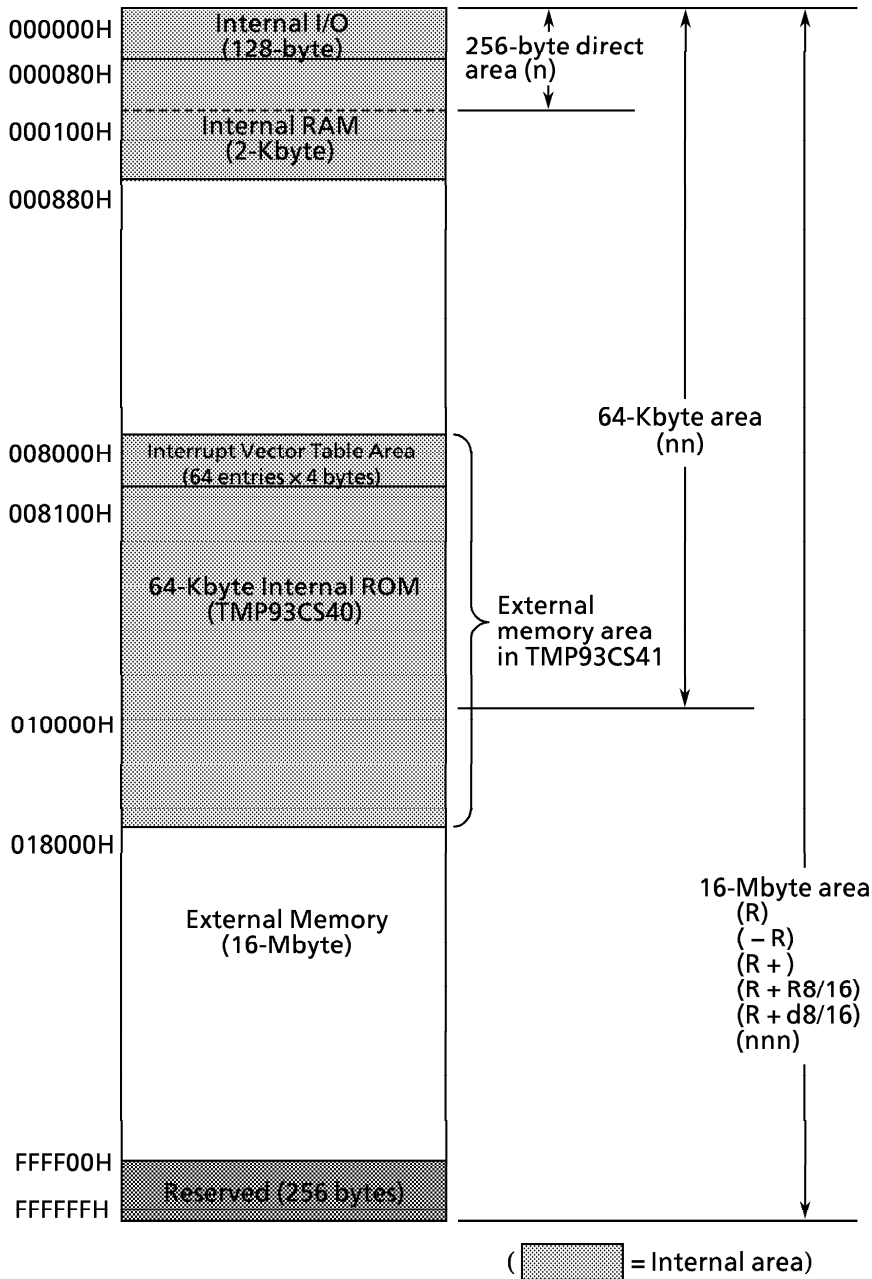 000000H
Internal I/O
(128-byte)
000080H
000100H
Internal RAM
(2-Kbyte)
000880H
256-byte direct
area (n)
64-Kbyte area
(nn)
008000H
Interrupt Vector Table Area
(64 entries × 4 bytes)
008100H
64-Kbyte Internal ROM
(TMP93CS40)
External
memory area
in TMP93CS41
010000H
018000H
External Memory
(16-Mbyte)
16-Mbyte area
(R)
( – R)
(R + )
(R + R8/16)
(R + d8/16)
(nnn)
FFFF00H
Reserved (256 bytes)
FFFFFFH
( = Internal area)